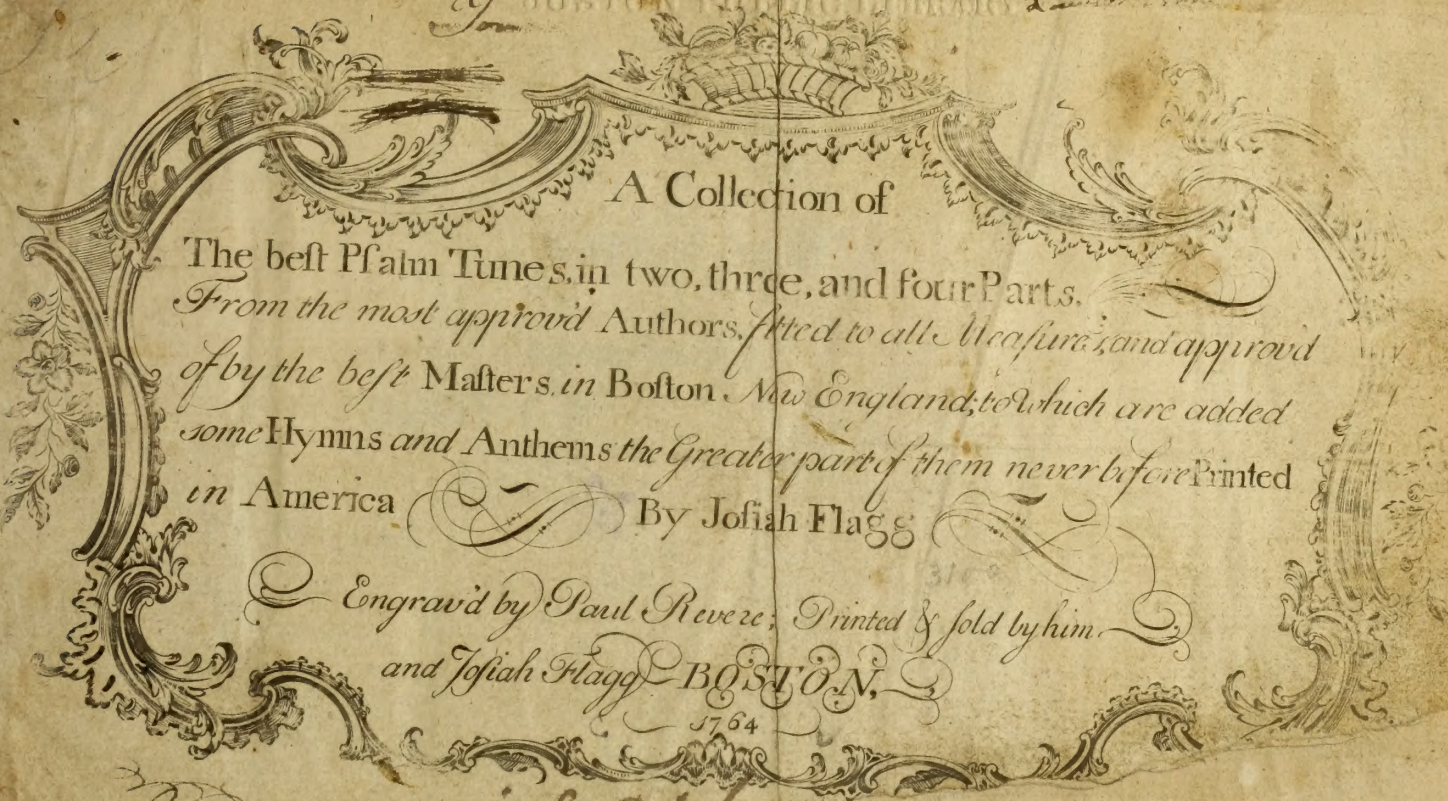 A Collection of
The beſt Pſalm Tunes, in two, three, and four Parts,
From the most approv'd Authors, fitted to all Meaſures, and approv'd
of by the beſt Maſters in Boſton New England; to which are added
some Hymns and Anthems the Greater part of them never before Printed
in America By Joſiah Flagg
3100
Engrav'd by Paul Revere; Printed & ſold by him
and Joſiah Flagg BOSTON,
1764